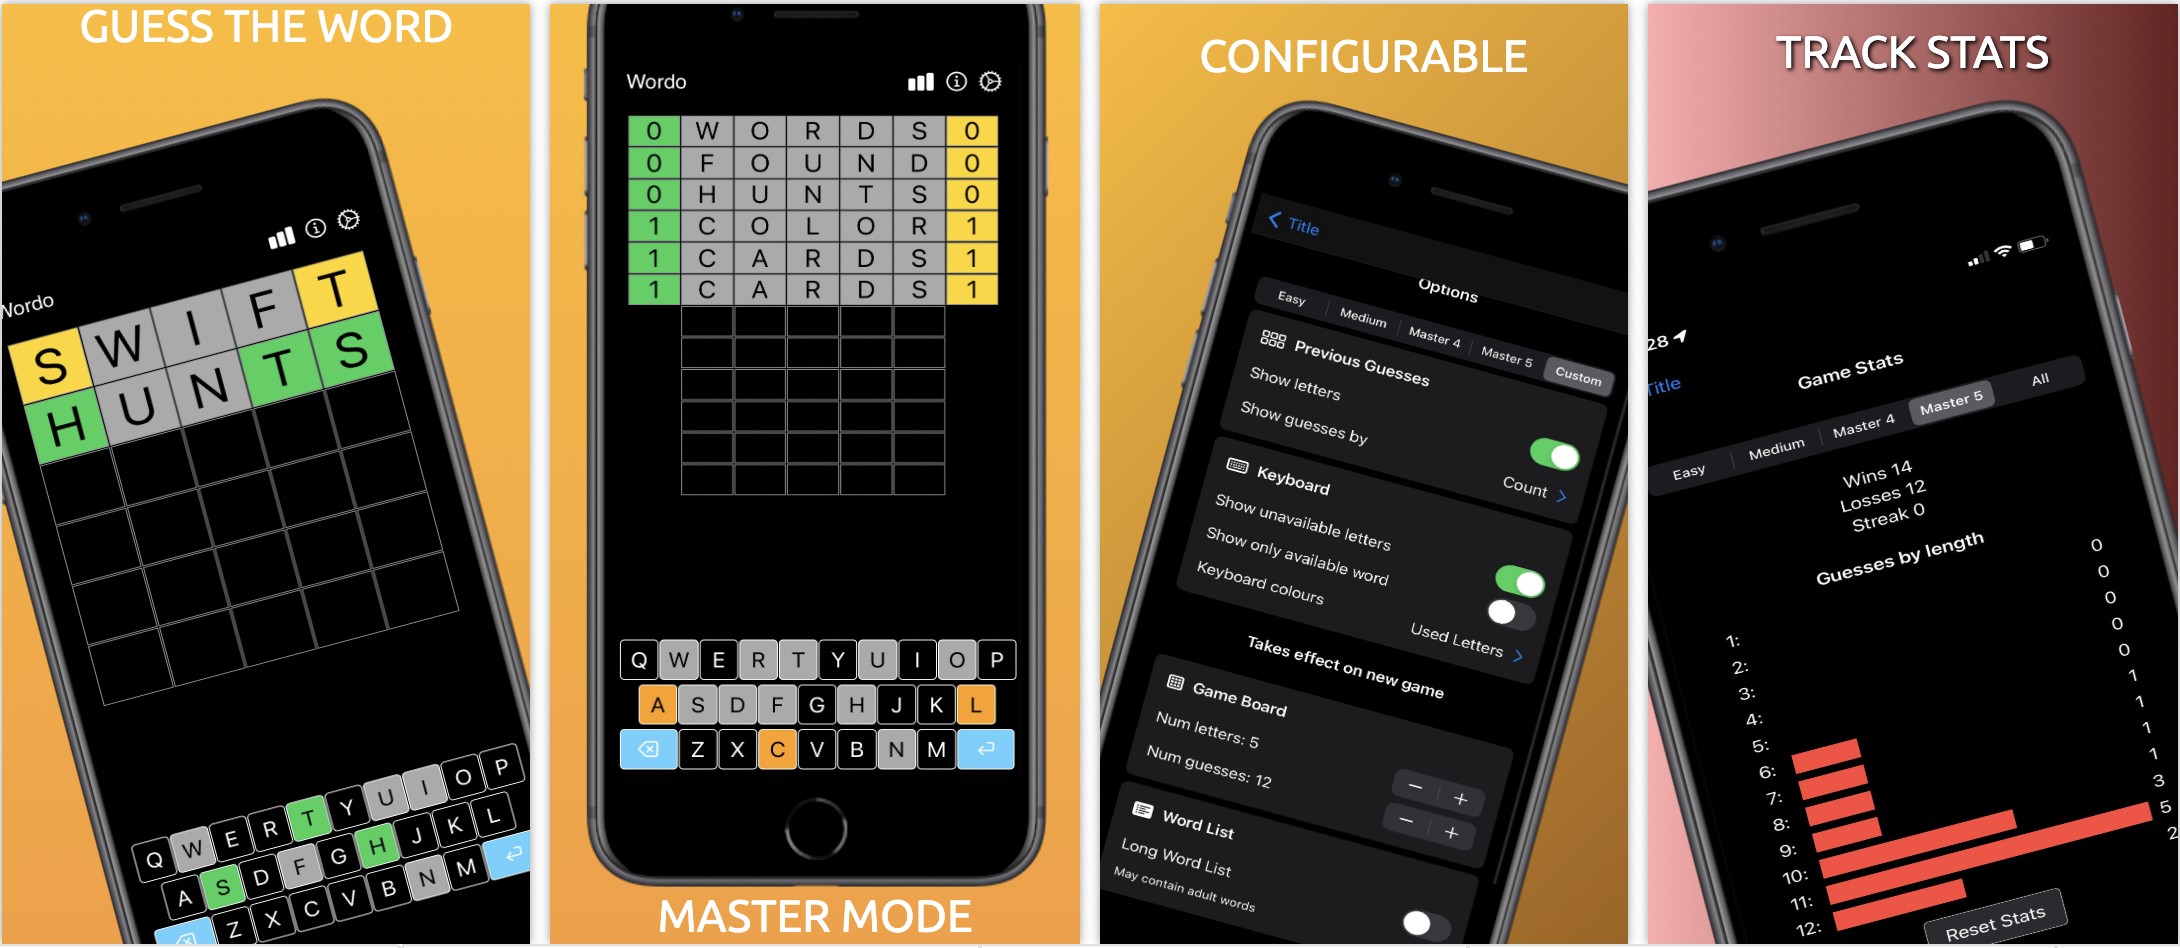 GUESS THE WORD
Wordo
S W I F T
H U N T S
Q W E R T Y U I O P
A S D F G H J K L
Z X C V B N M
Wordo
0 W O R D S 0
0 F O U N D 0
0 H U N T S 0
1 C O L O R 1
1 C A R D S 1
1 C A R D S 1
Q W E R T Y U I O P
A S D F G H J K L
Z X C V B N M
MASTER MODE
CONFIGURABLE
Title
Options
Easy Medium Master 4 Master 5 Custom
Previous Guesses
Show letters
Show guesses by Count
Keyboard
Show unavailable letters
Show only available word
Keyboard colours Used Letters
Takes effect on new game
Game Board
Num letters: 5 − +
Num guesses: 12 − +
Word List
Long Word List
May contain adult words
TRACK STATS
28
Title
Game Stats
Easy Medium Master 4 Master 5 All
Wins 14
Losses 12
Streak 0
Guesses by length
1: 0
2: 0
3: 0
4: 0
5: 0
6: 1
7: 1
8: 1
9: 1
10: 3
11: 5
12: 2
Reset Stats